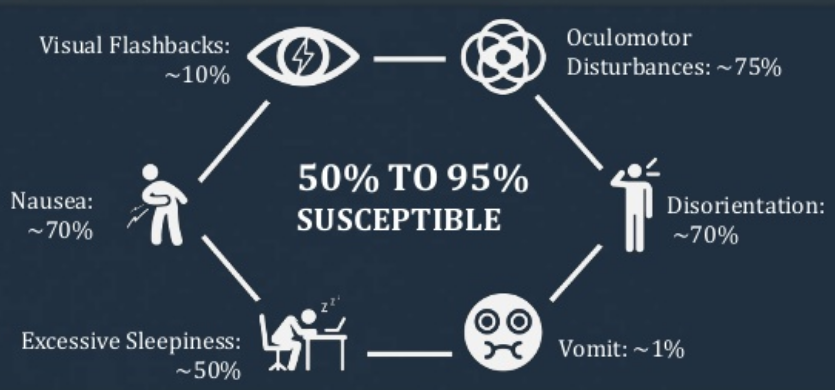 Visual Flashbacks:
~10%
Oculomotor
Disturbances: ~75%
50% TO 95%
SUSCEPTIBLE
Nausea:
~70%
Disorientation:
~70%
Excessive Sleepiness:
~50%
z z z
Vomit: ~1%